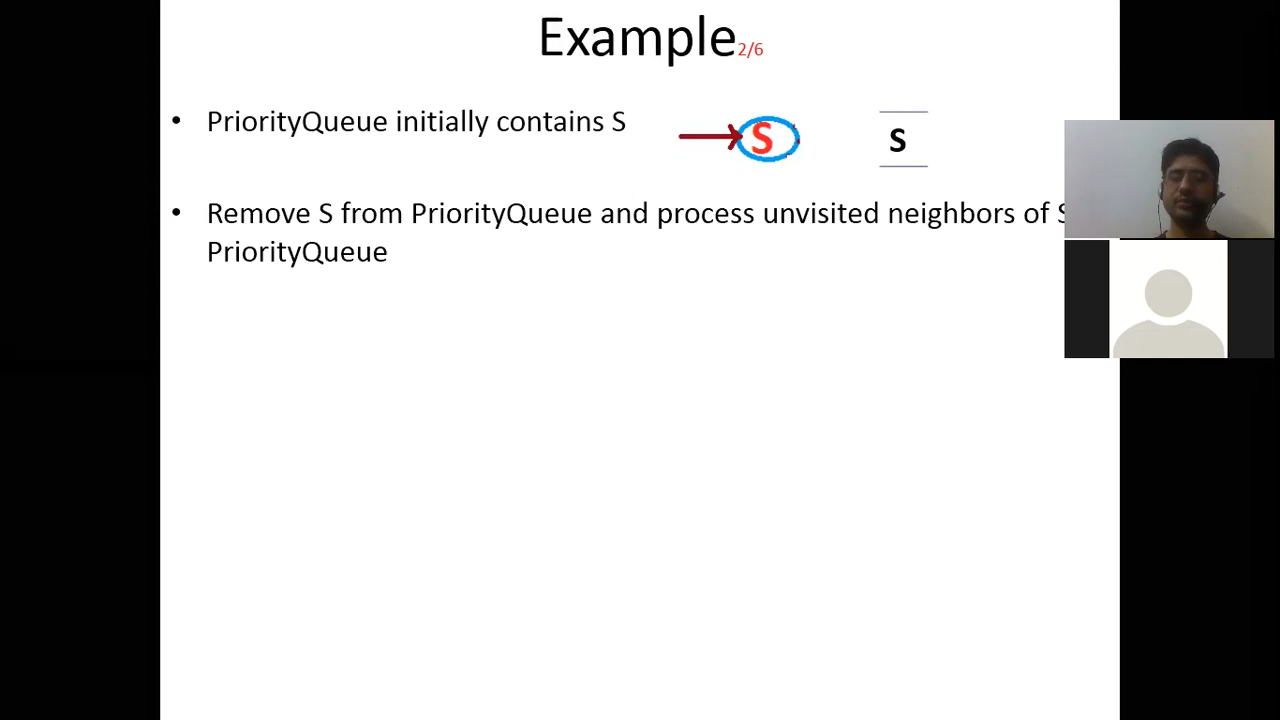 Example2/6
• PriorityQueue initially contains S
S
S
• Remove S from PriorityQueue and process unvisited neighbors of S
PriorityQueue